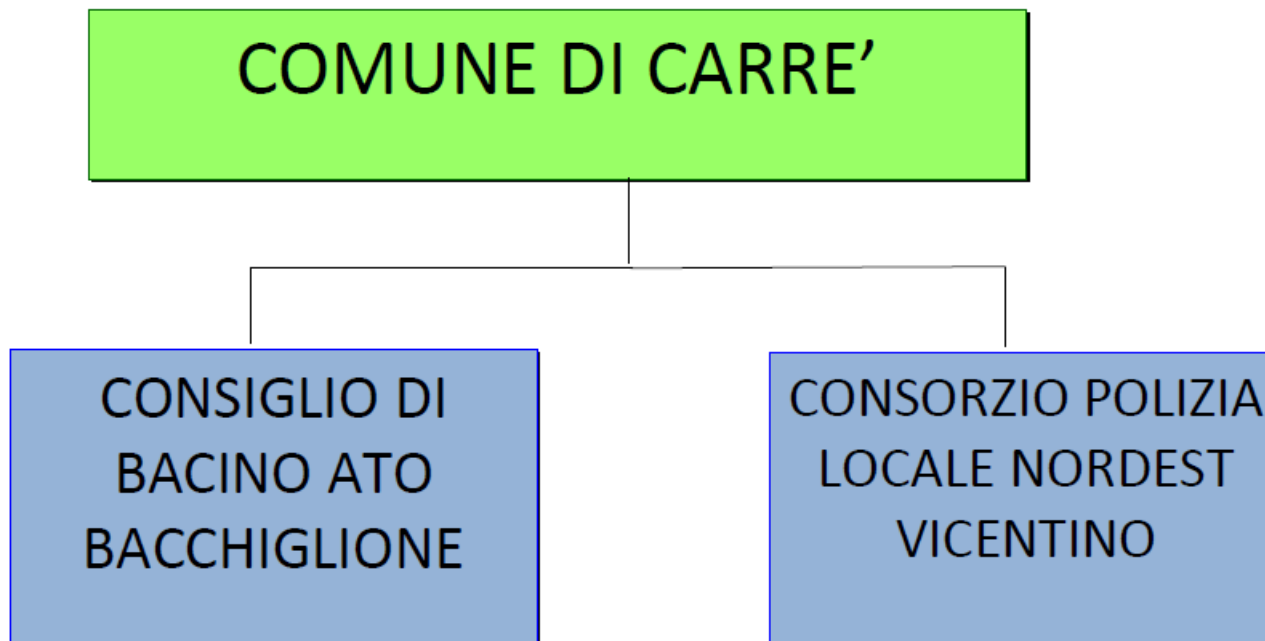 COMUNE DI CARRE’
CONSIGLIO DI
BACINO ATO
BACCHIGLIONE
CONSORZIO POLIZIA
LOCALE NORDEST
VICENTINO